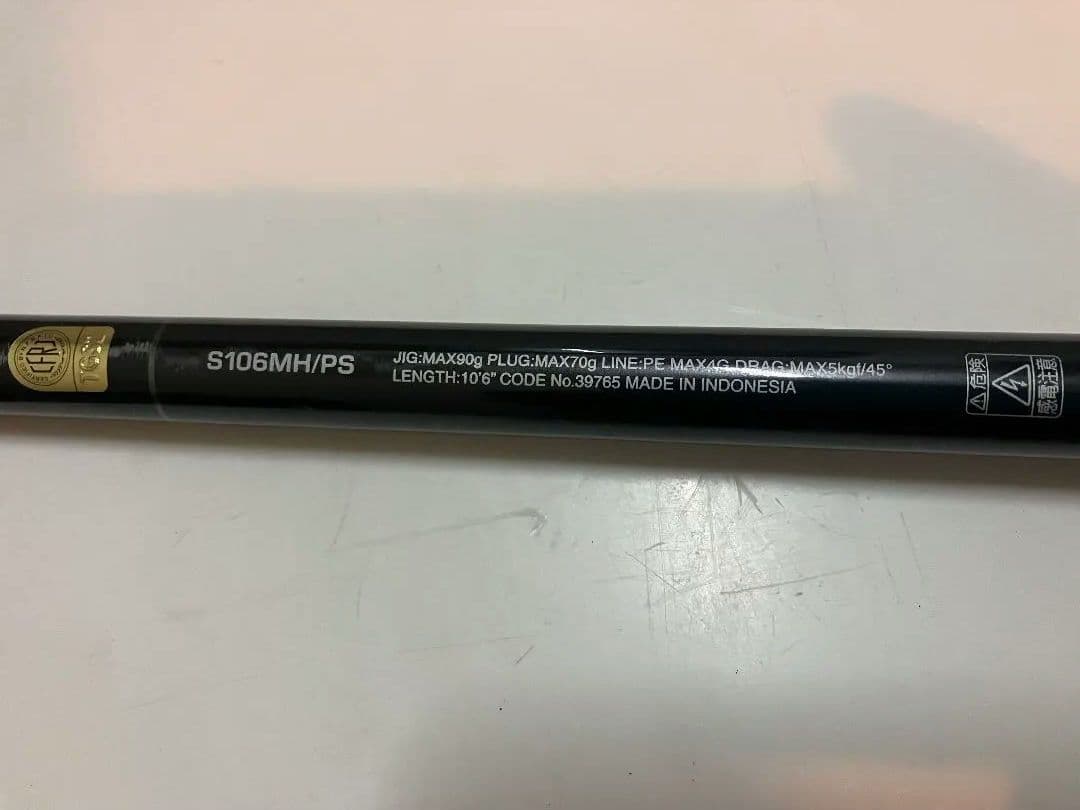 S106MH/PS
JIG:MAX90g PLUG:MAX70g LINE:PE MAX4G DRAG:MAX5kgf/45°
LENGTH:10'6" CODE No.39765 MADE IN INDONESIA
危険
感電注意